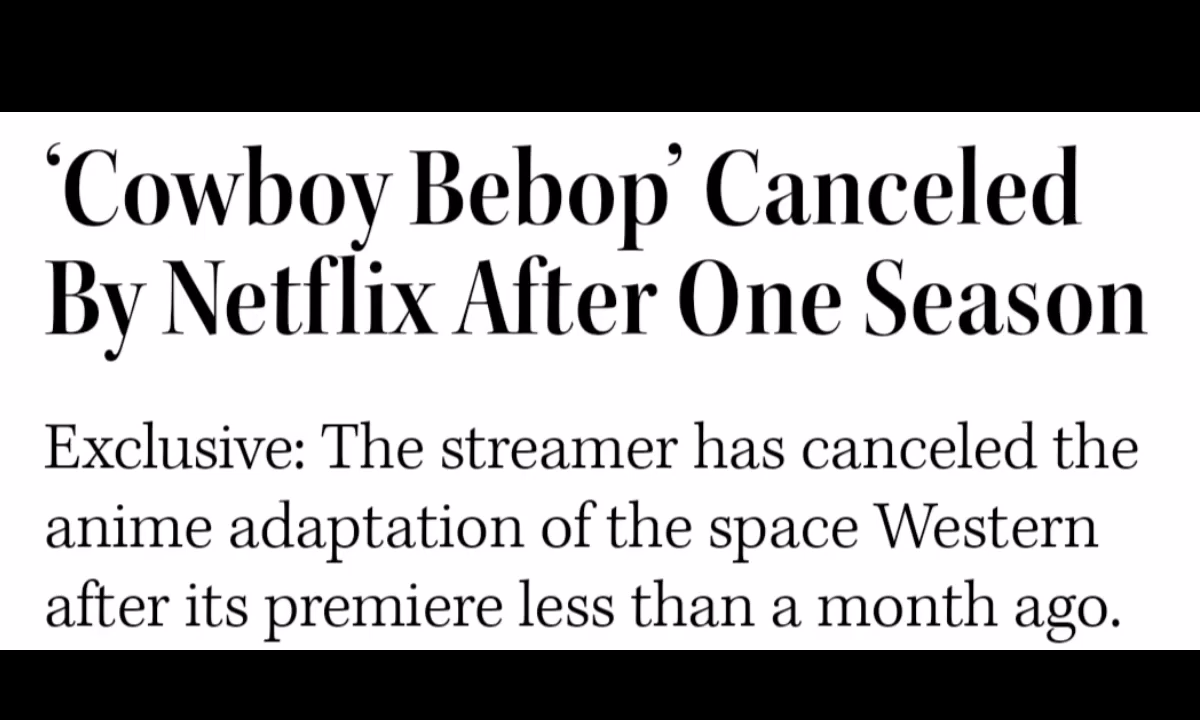 ‘Cowboy Bebop’ Canceled
By Netflix After One Season
Exclusive: The streamer has canceled the
anime adaptation of the space Western
after its premiere less than a month ago.